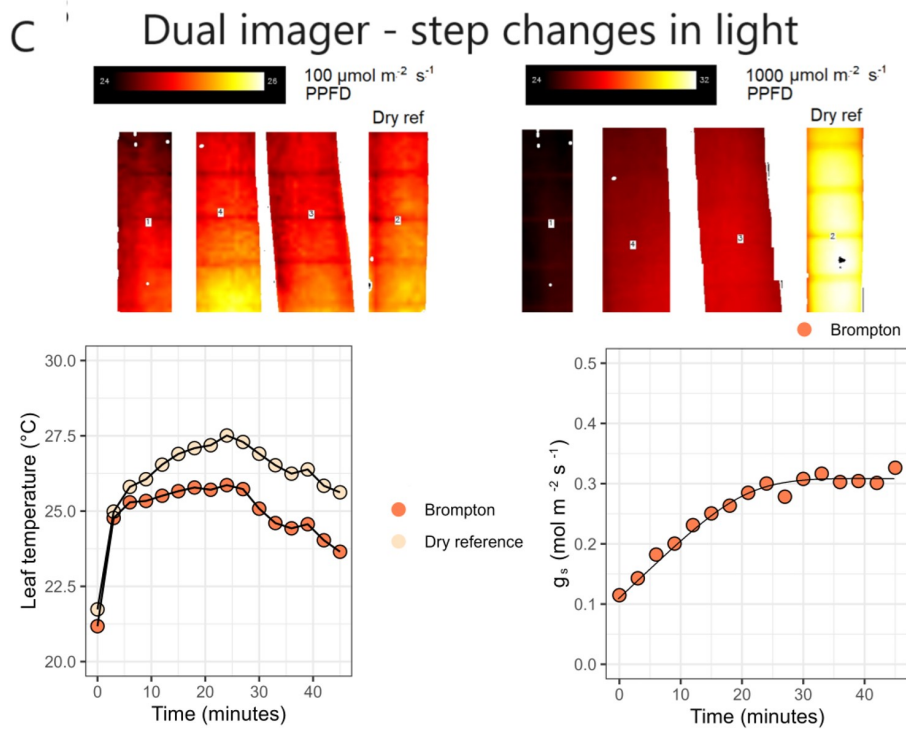 C
Dual imager - step changes in light
24
26
100 µmol m⁻² s⁻¹
PPFD
Dry ref
1
4
3
2
24
32
1000 µmol m⁻² s⁻¹
PPFD
Dry ref
1
4
3
2
Brompton
30.0
27.5
25.0
22.5
20.0
Leaf temperature (°C)
0
10
20
30
40
Time (minutes)
Brompton
Dry reference
0.5
0.4
0.3
0.2
0.1
0.0
g s (mol m ⁻² s ⁻¹)
0
10
20
30
40
Time (minutes)